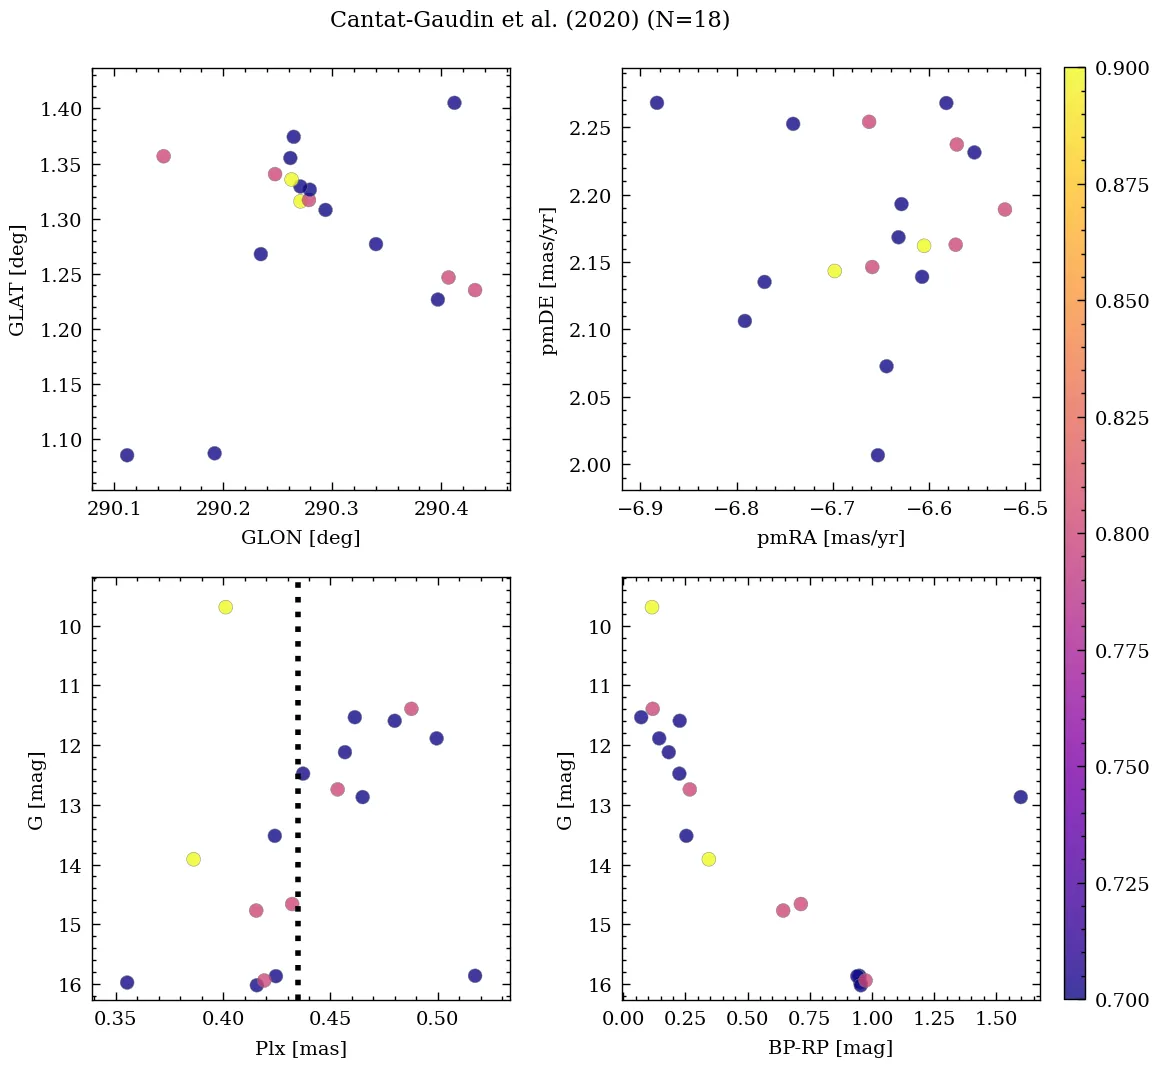 Cantat-Gaudin et al. (2020) (N=18)
GLAT [deg]
1.40
1.35
1.30
1.25
1.20
1.15
1.10
290.1 290.2 290.3 290.4
GLON [deg]
pmDE [mas/yr]
2.25
2.20
2.15
2.10
2.05
2.00
−6.9 −6.8 −6.7 −6.6 −6.5
pmRA [mas/yr]
G [mag]
10
11
12
13
14
15
16
0.35 0.40 0.45 0.50
Plx [mas]
G [mag]
10
11
12
13
14
15
16
0.00 0.25 0.50 0.75 1.00 1.25 1.50
BP-RP [mag]
0.900
0.875
0.850
0.825
0.800
0.775
0.750
0.725
0.700